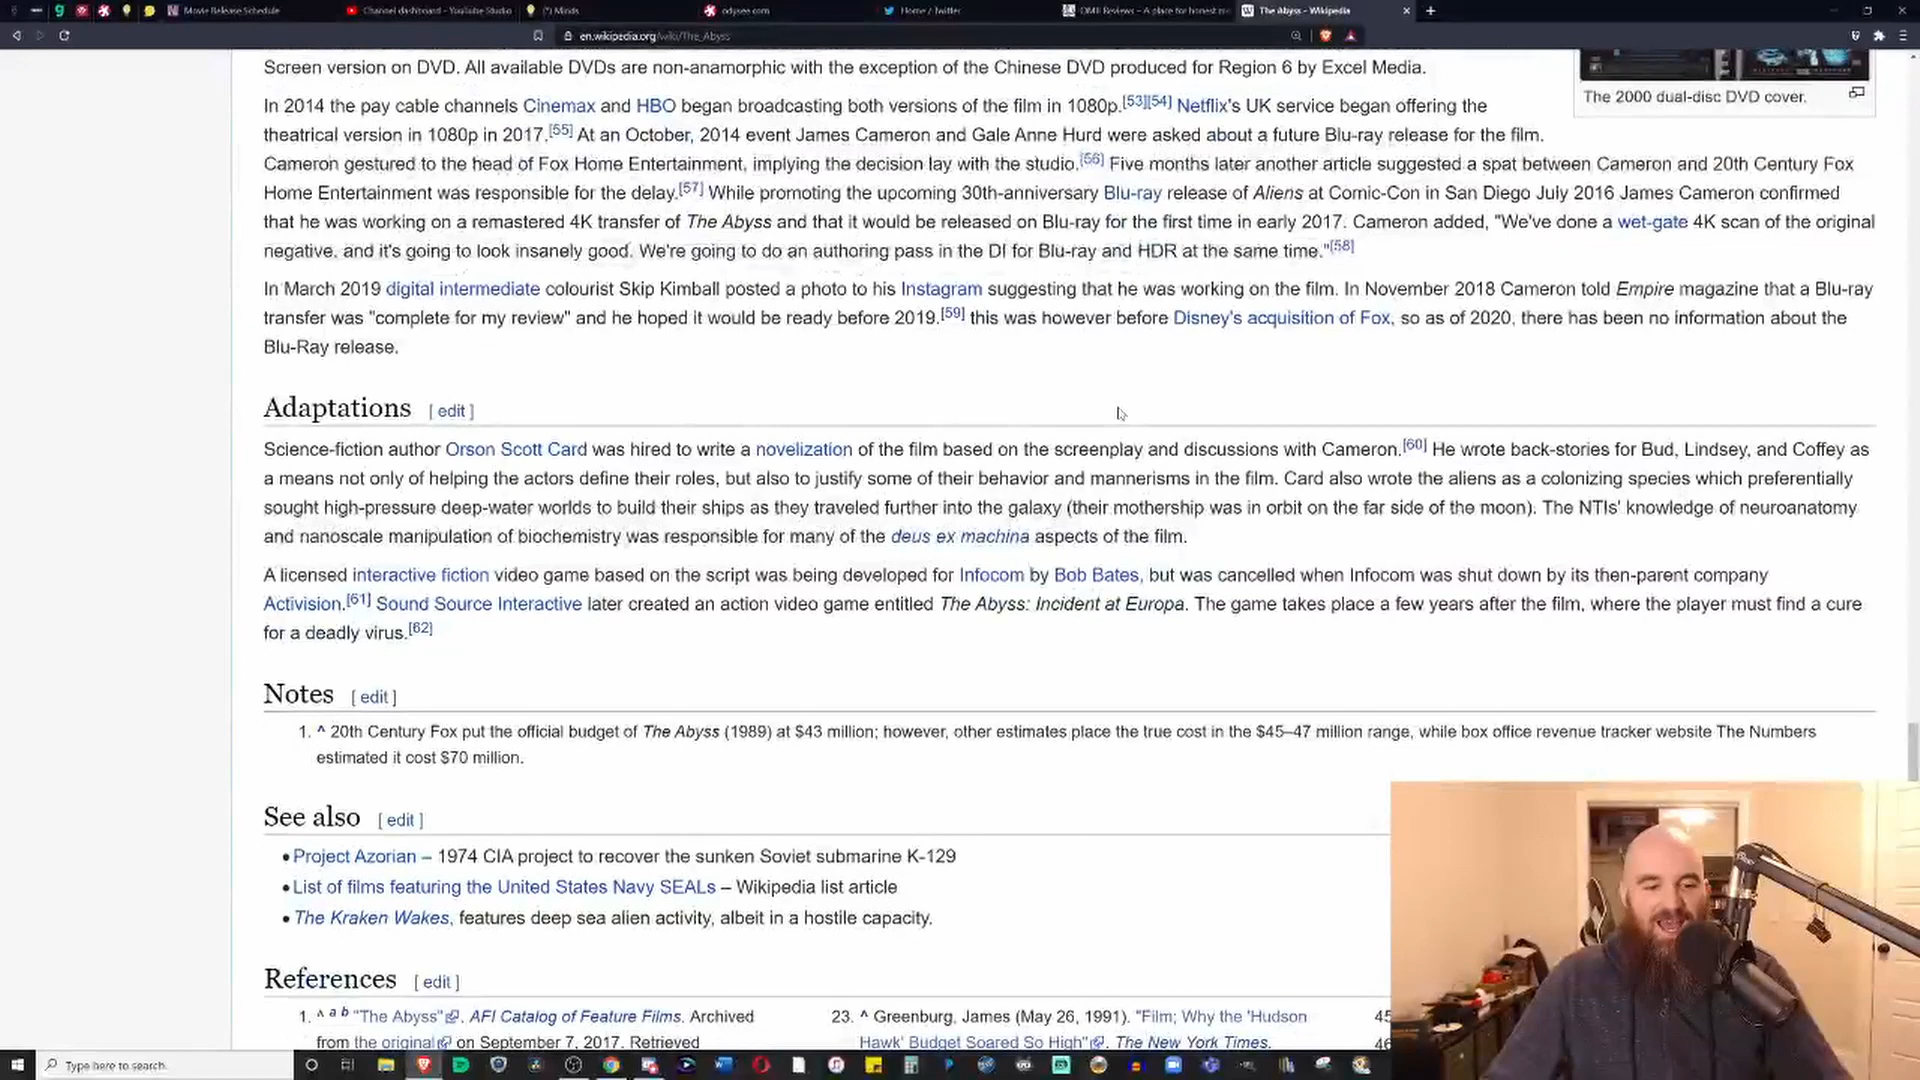 Movie Release Schedule
Channel dashboard - YouTube Studio
(*) Minds
odysee.com
Home / Twitter
OMB Reviews – A place for honest m
The Abyss - Wikipedia
en.wikipedia.org/wiki/The_Abyss
Screen version on DVD. All available DVDs are non-anamorphic with the exception of the Chinese DVD produced for Region 6 by Excel Media.
The 2000 dual-disc DVD cover.
In 2014 the pay cable channels Cinemax and HBO began broadcasting both versions of the film in 1080p.[53][54] Netflix's UK service began offering the
theatrical version in 1080p in 2017.[55] At an October, 2014 event James Cameron and Gale Anne Hurd were asked about a future Blu-ray release for the film.
Cameron gestured to the head of Fox Home Entertainment, implying the decision lay with the studio.[56] Five months later another article suggested a spat between Cameron and 20th Century Fox
Home Entertainment was responsible for the delay.[57] While promoting the upcoming 30th-anniversary Blu-ray release of Aliens at Comic-Con in San Diego July 2016 James Cameron confirmed
that he was working on a remastered 4K transfer of The Abyss and that it would be released on Blu-ray for the first time in early 2017. Cameron added, "We've done a wet-gate 4K scan of the original
negative, and it's going to look insanely good. We're going to do an authoring pass in the DI for Blu-ray and HDR at the same time."[58]
In March 2019 digital intermediate colourist Skip Kimball posted a photo to his Instagram suggesting that he was working on the film. In November 2018 Cameron told Empire magazine that a Blu-ray
transfer was "complete for my review" and he hoped it would be ready before 2019.[59] this was however before Disney's acquisition of Fox, so as of 2020, there has been no information about the
Blu-Ray release.
Adaptations [ edit ]
Science-fiction author Orson Scott Card was hired to write a novelization of the film based on the screenplay and discussions with Cameron.[60] He wrote back-stories for Bud, Lindsey, and Coffey as
a means not only of helping the actors define their roles, but also to justify some of their behavior and mannerisms in the film. Card also wrote the aliens as a colonizing species which preferentially
sought high-pressure deep-water worlds to build their ships as they traveled further into the galaxy (their mothership was in orbit on the far side of the moon). The NTIs' knowledge of neuroanatomy
and nanoscale manipulation of biochemistry was responsible for many of the deus ex machina aspects of the film.
A licensed interactive fiction video game based on the script was being developed for Infocom by Bob Bates, but was cancelled when Infocom was shut down by its then-parent company
Activision.[61] Sound Source Interactive later created an action video game entitled The Abyss: Incident at Europa. The game takes place a few years after the film, where the player must find a cure
for a deadly virus.[62]
Notes [ edit ]
1. ^ 20th Century Fox put the official budget of The Abyss (1989) at $43 million; however, other estimates place the true cost in the $45–47 million range, while box office revenue tracker website The Numbers
estimated it cost $70 million.
See also [ edit ]
• Project Azorian – 1974 CIA project to recover the sunken Soviet submarine K-129
• List of films featuring the United States Navy SEALs – Wikipedia list article
• The Kraken Wakes, features deep sea alien activity, albeit in a hostile capacity.
References [ edit ]
1. ^ a b "The Abyss". AFI Catalog of Feature Films. Archived
from the original on September 7, 2017. Retrieved
23. ^ Greenburg, James (May 26, 1991). "Film; Why the 'Hudson
Hawk' Budget Soared So High". The New York Times.
45
46
Type here to search